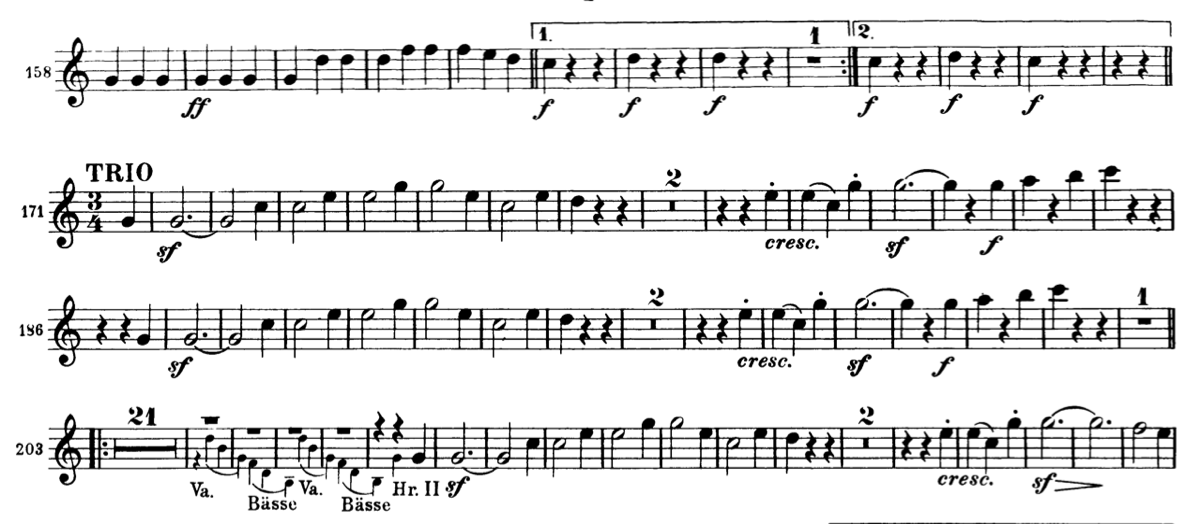 1. 1 2.
158
ff f f f f f f
TRIO
2
171 3 4
sf cresc. sf f
2 1
186
sf cresc. sf f
21 2
203
Va. Bässe Va. Bässe Hr. II sf cresc. sf